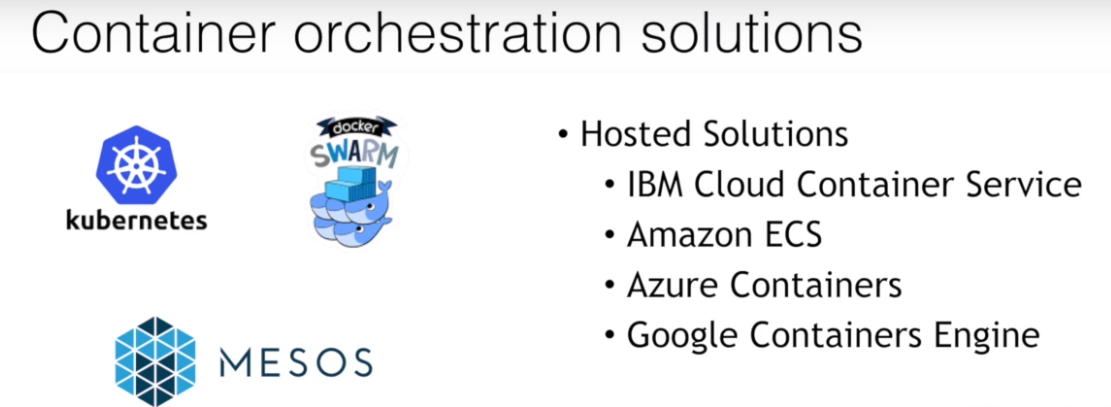 Container orchestration solutions
kubernetes
docker
SWARM
MESOS
• Hosted Solutions
• IBM Cloud Container Service
• Amazon ECS
• Azure Containers
• Google Containers Engine